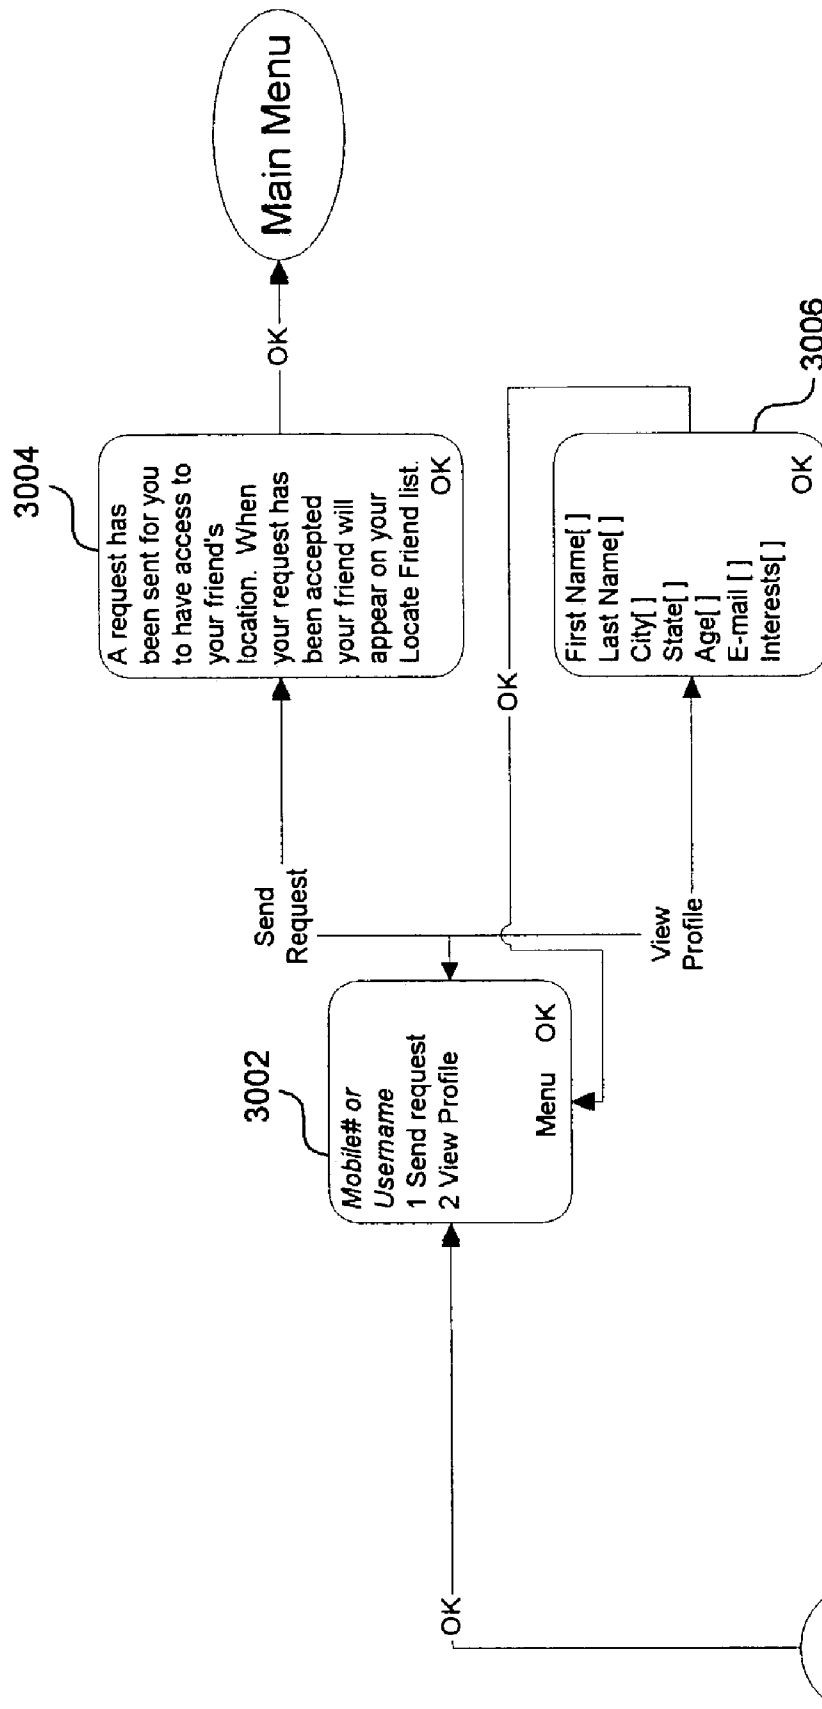 3004
A request has
been sent for you
to have access to
your friend's
location. When
your request has
been accepted
your friend will
appear on your
Locate Friend list.
OK
OK
Main Menu
Send
Request
3002
Mobile# or
Username
1 Send request
2 View Profile
Menu OK
OK
OK
View
Profile
First Name[ ]
Last Name[ ]
City[ ]
State[ ]
Age[ ]
E-mail [ ]
Interests[ ]
OK
3006